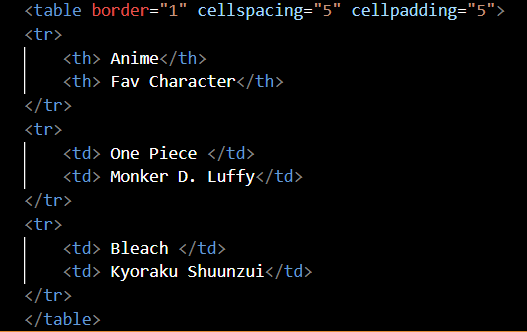 <table border="1" cellspacing="5" cellpadding="5">
<tr>
<th> Anime</th>
<th> Fav Character</th>
</tr>
<tr>
<td> One Piece </td>
<td> Monker D. Luffy</td>
</tr>
<tr>
<td> Bleach </td>
<td> Kyoraku Shuunzui</td>
</tr>
</table>